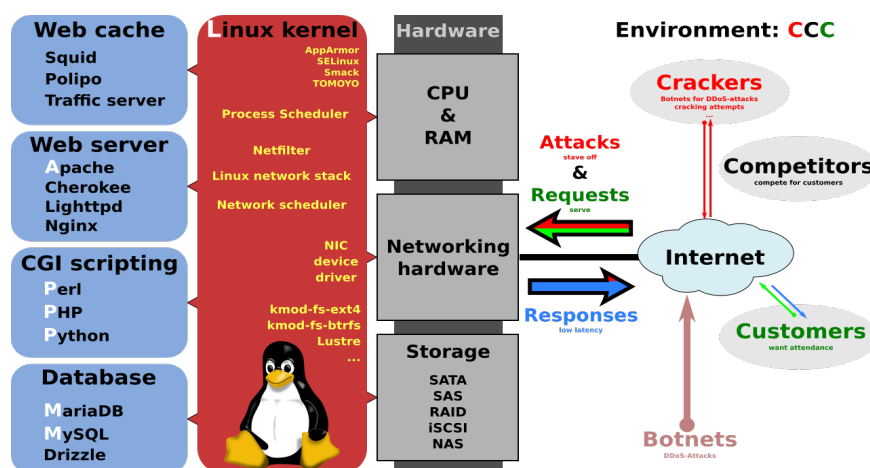 Web cache
Squid
Polipo
Traffic server
Web server
Apache
Cherokee
Lighttpd
Nginx
CGI scripting
Perl
PHP
Python
Database
MariaDB
MySQL
Drizzle
Linux kernel
AppArmor
SELinux
Smack
TOMOYO
Process Scheduler
Netfilter
Linux network stack
Network scheduler
NIC
device
driver
kmod-fs-ext4
kmod-fs-btrfs
Lustre
...
Hardware
CPU
&
RAM
Networking
hardware
Storage
SATA
SAS
RAID
iSCSI
NAS
Environment: CCC
Attacks
stave off
&
Requests
serve
Responses
low latency
Crackers
Botnets for DDoS-attacks
cracking attempts
...
Competitors
compete for customers
Internet
Customers
want attendance
Botnets
DDoS-Attacks